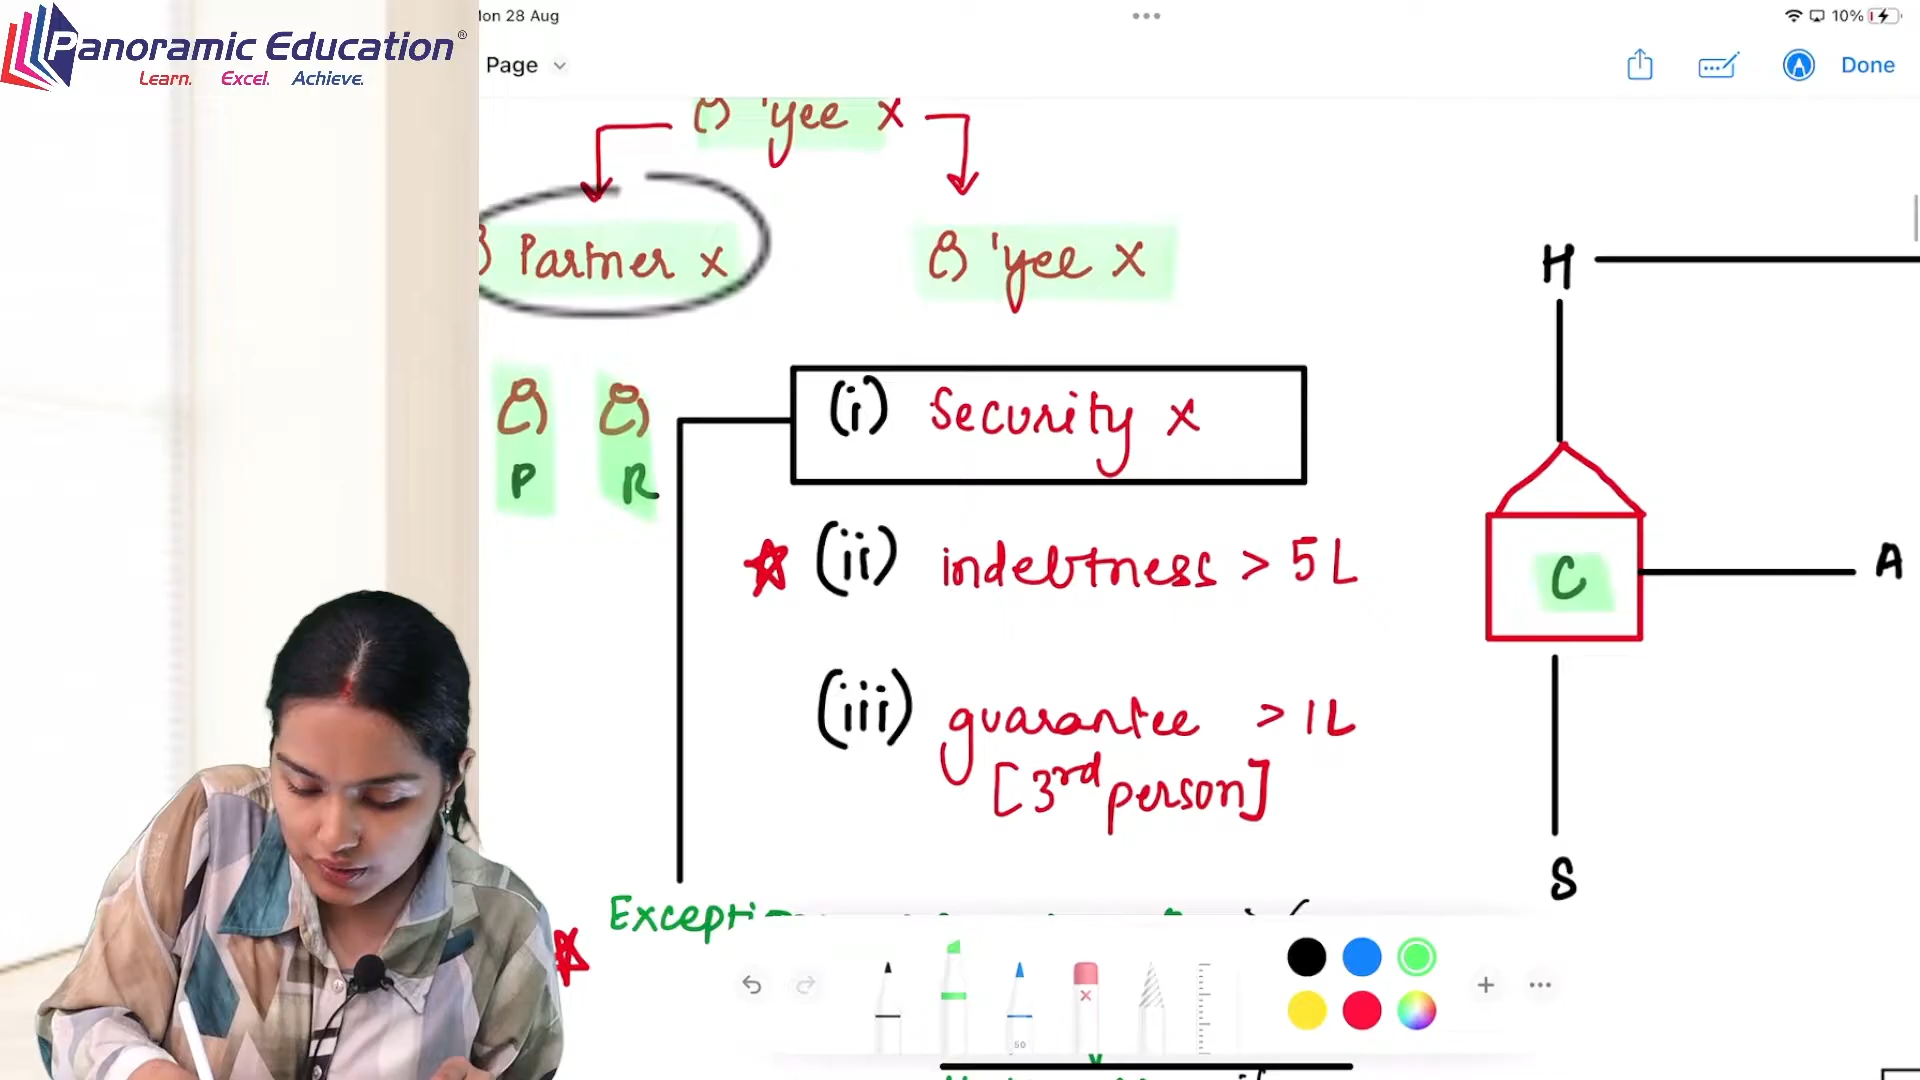 Panoramic Education®
Learn. Excel. Achieve.
Mon 28 Aug
10%
Page
Done
'yee x
Partner x
'yee x
H
P R
(i) Security x
(ii) indebtness > 5L
C
A
(iii) guarantee > 1L
[3rd person]
S
50